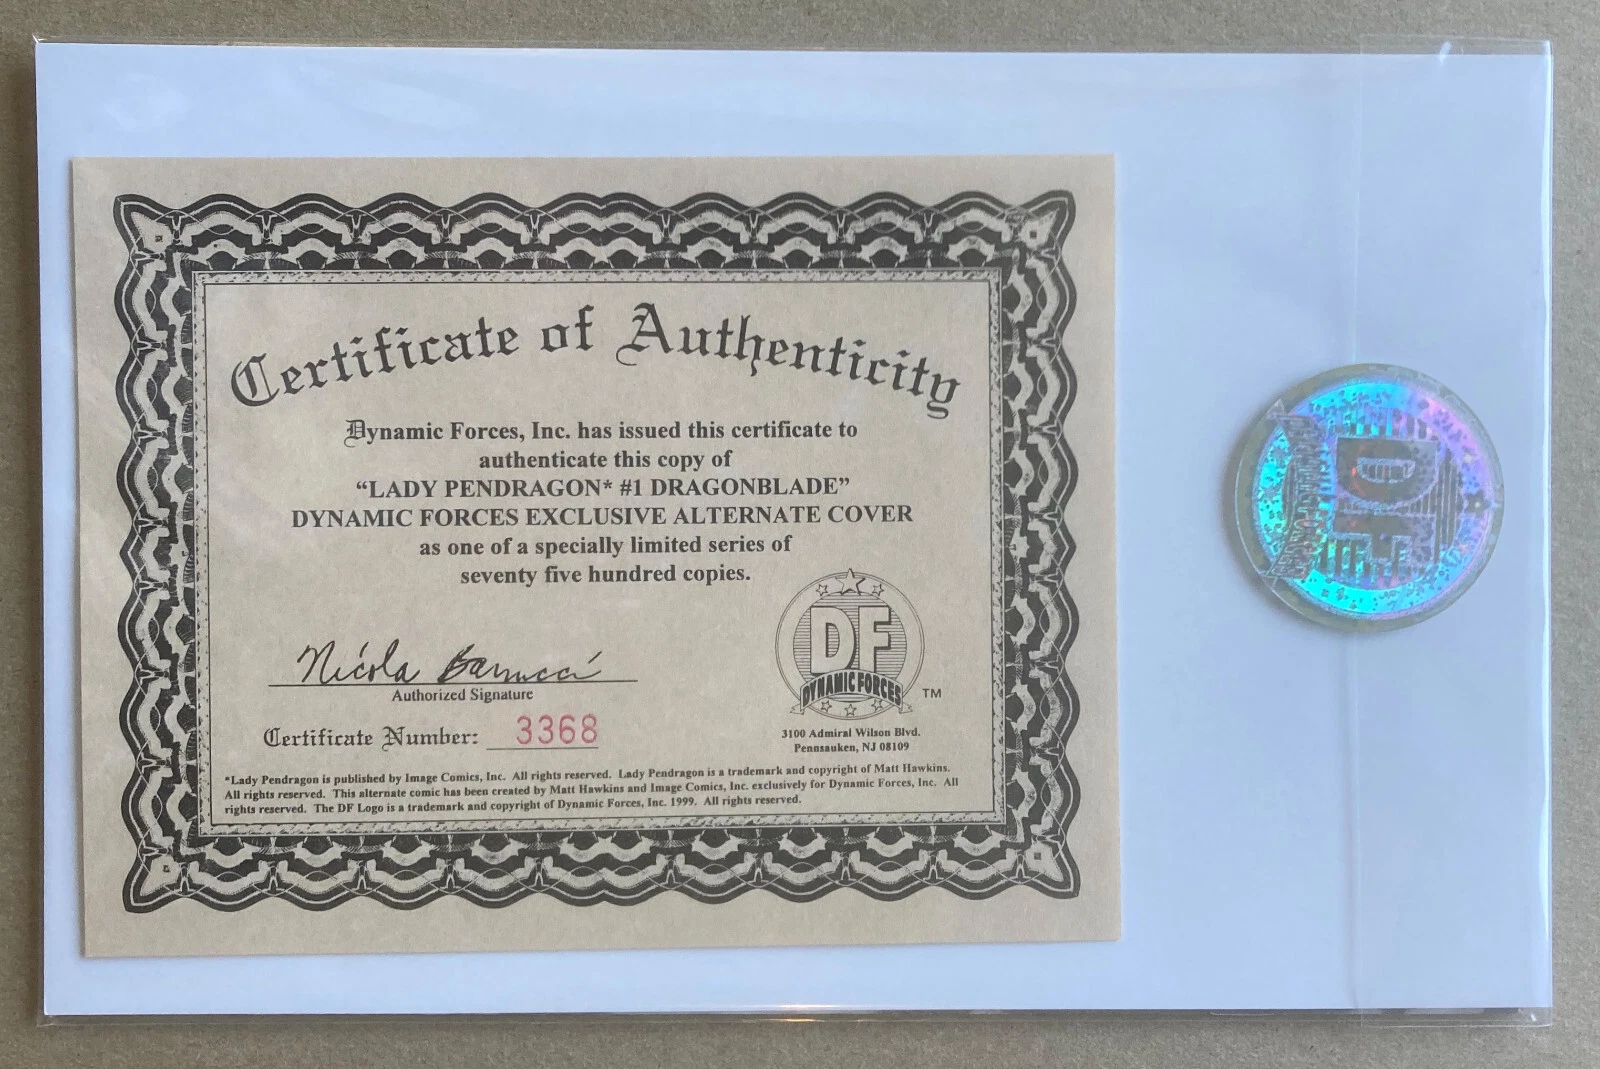 Certificate of Authenticity
Dynamic Forces, Inc. has issued this certificate to
authenticate this copy of
“LADY PENDRAGON* #1 DRAGONBLADE”
DYNAMIC FORCES EXCLUSIVE ALTERNATE COVER
as one of a specially limited series of
seventy five hundred copies.
Nicola Barrucci
Authorized Signature
Certificate Number: 3368
DF
DYNAMIC FORCES
TM
3100 Admiral Wilson Blvd.
Pennsauken, NJ 08109
*Lady Pendragon is published by Image Comics, Inc. All rights reserved. Lady Pendragon is a trademark and copyright of Matt Hawkins.
All rights reserved. This alternate comic has been created by Matt Hawkins and Image Comics, Inc. exclusively for Dynamic Forces, Inc. All
rights reserved. The DF Logo is a trademark and copyright of Dynamic Forces, Inc. 1999. All rights reserved.
DF
DYNAMIC FORCES